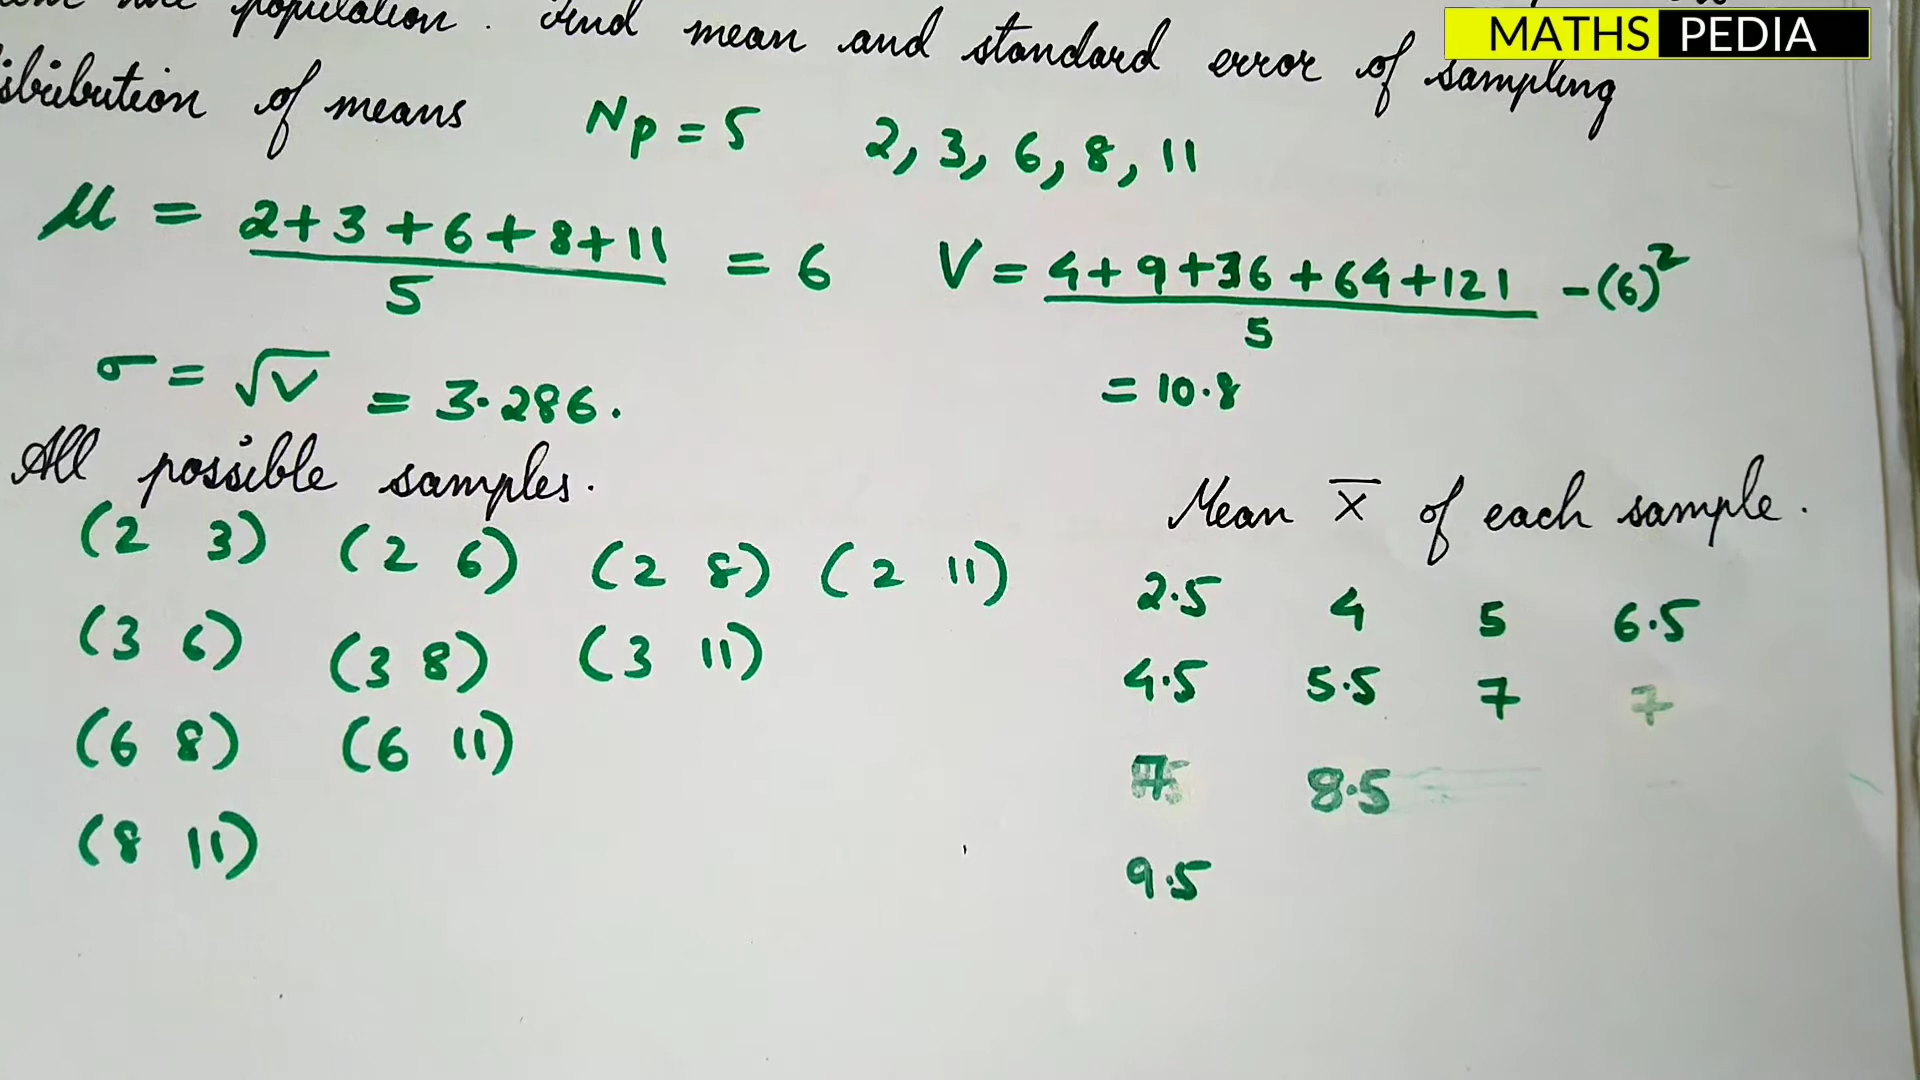 population. Find mean and standard error of sampling
MATHS PEDIA
of means Np = 5 2, 3, 6, 8, 11
μ = 2+3+6+8+11 / 5 = 6 V = 4+9+36+64+121 / 5 - (6)²
σ = √V = 3.286. = 10.8
All possible samples. Mean x̄ of each sample.
(2 3) (2 6) (2 8) (2 11) 2.5 4 5 6.5
(3 6) (3 8) (3 11) 4.5 5.5 7 7
(6 8) (6 11) 7 8.5
(8 11) 9.5